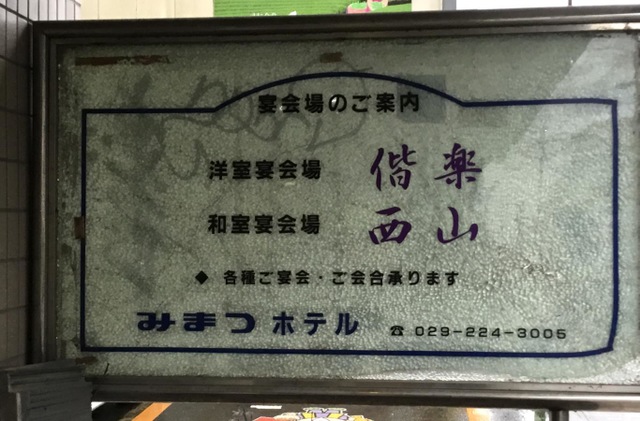 宴会場のご案内
洋室宴会場 偕楽
和室宴会場 西山
◆ 各種ご宴会・ご会合承ります
みまつホテル ☎ 029-224-3005